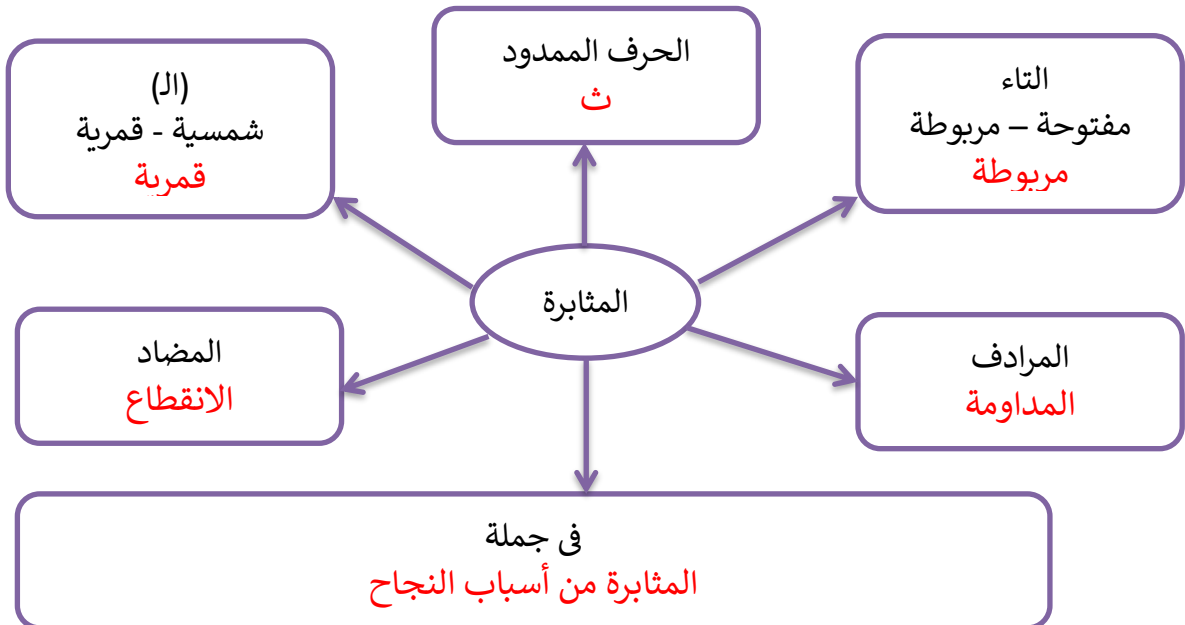 التاء
مفتوحة – مربوطة
مربوطة
الحرف الممدود
ث
(الـ)
شمسية - قمرية
قمرية
المثابرة
المرادف
المداومة
المضاد
الانقطاع
فى جملة
المثابرة من أسباب النجاح